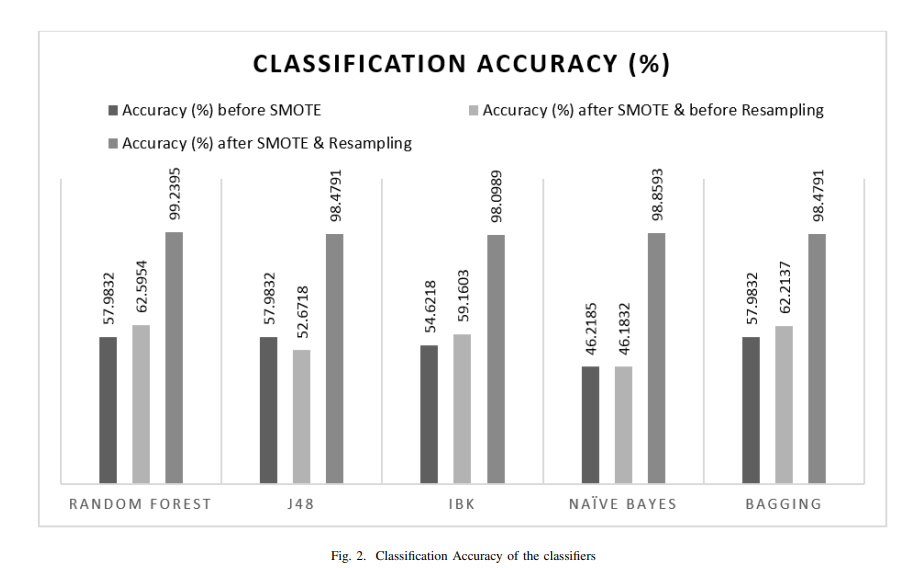 CLASSIFICATION ACCURACY (%)
Accuracy (%) before SMOTE
Accuracy (%) after SMOTE & before Resampling
Accuracy (%) after SMOTE & Resampling
57.9832
62.5954
99.2395
57.9832
52.6718
98.4791
54.6218
59.1603
98.0989
46.2185
46.1832
98.8593
57.9832
62.2137
98.4791
RANDOM FOREST
J48
IBK
NAÏVE BAYES
BAGGING
Fig. 2. Classification Accuracy of the classifiers